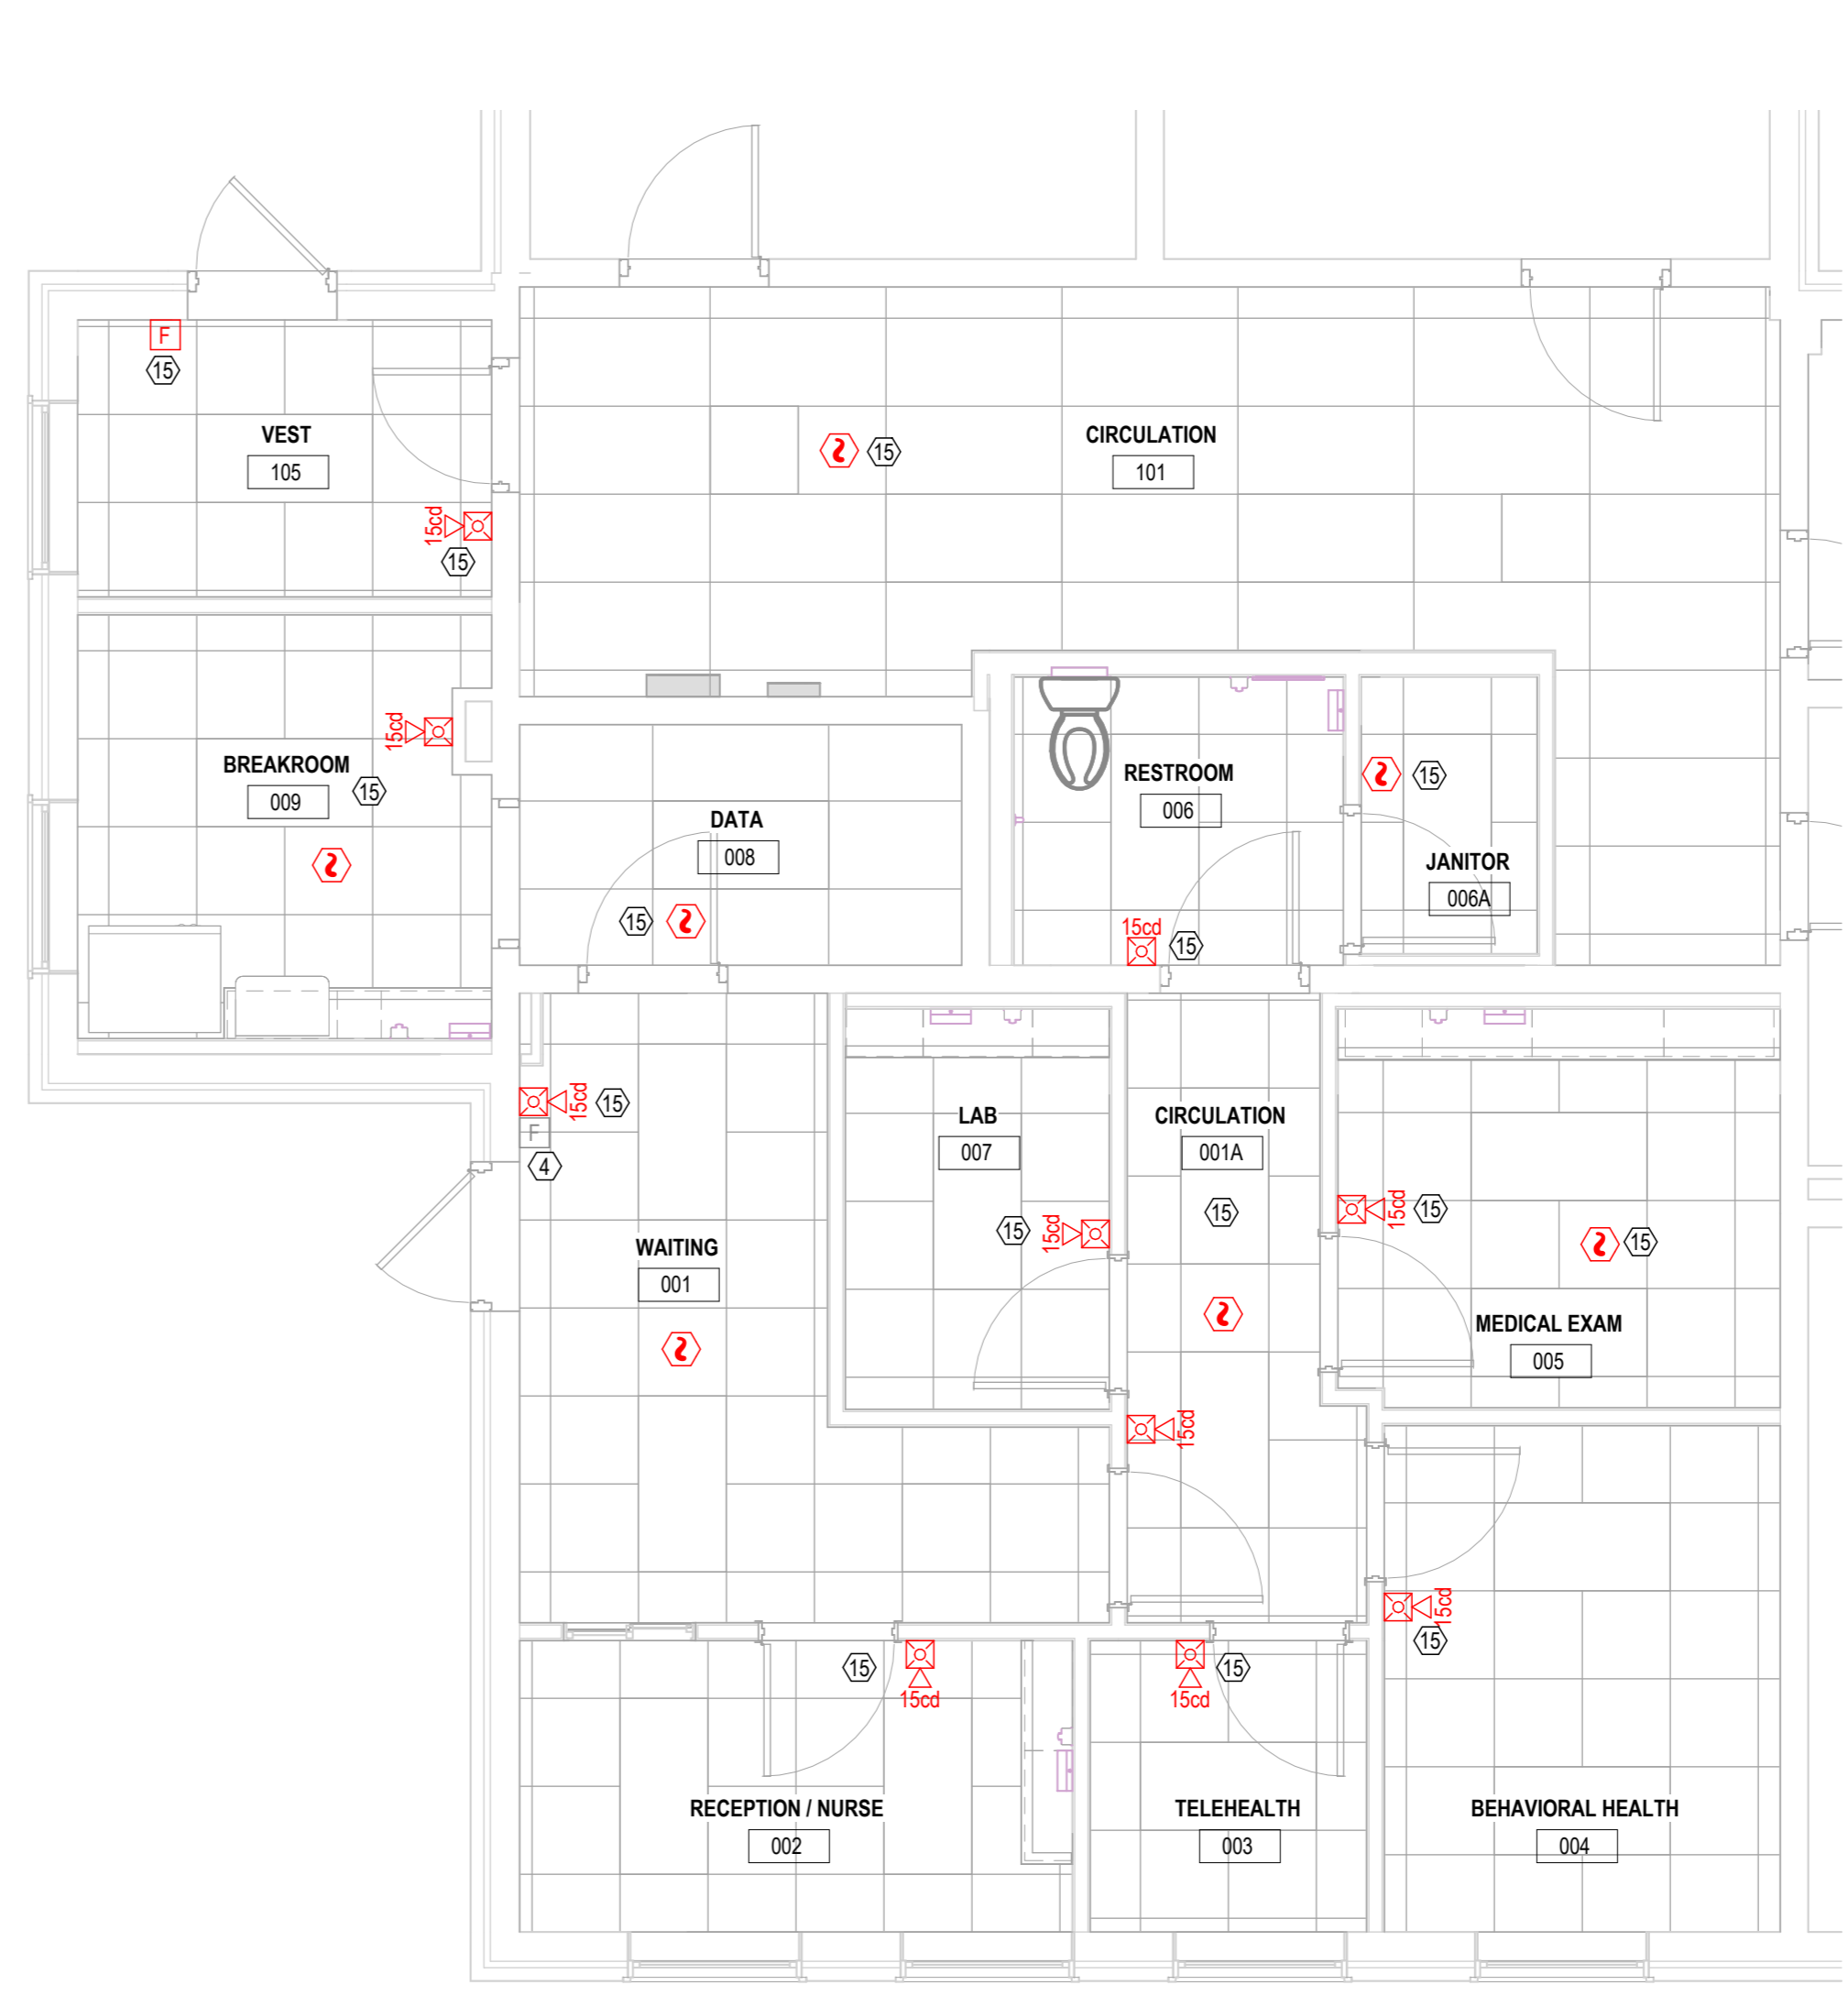 F
15
VEST
105
15cd
15
15
CIRCULATION
101
15cd
BREAKROOM
009
15
DATA
008
15
RESTROOM
006
15cd
15
15
JANITOR
006A
15cd
15
F
4
WAITING
001
LAB
007
15
15cd
CIRCULATION
001A
15
15cd
15cd
15
15
MEDICAL EXAM
005
15cd
15
15
15cd
RECEPTION / NURSE
002
15
15cd
TELEHEALTH
003
BEHAVIORAL HEALTH
004